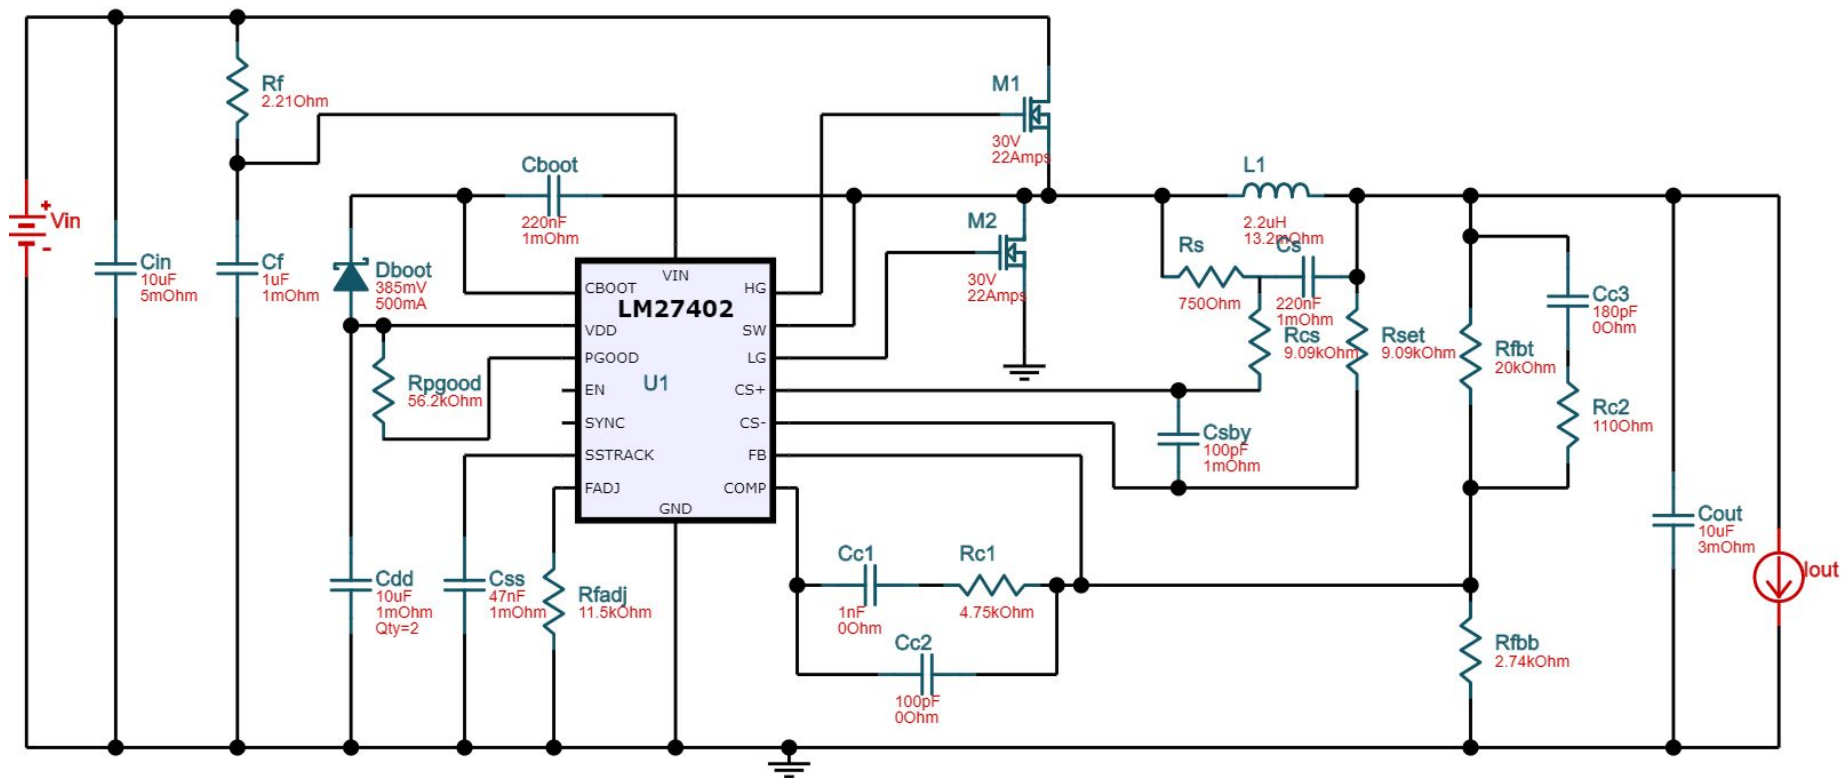 Rf
2.21Ohm
M1
30V
22Amps
Cboot
220nF
1mOhm
L1
2.2uH
13.2mOhm
+
Vin
-
Cin
10uF
5mOhm
Cf
1uF
1mOhm
Dboot
385mV
500mA
M2
30V
22Amps
Rs
750Ohm
Cs
220nF
1mOhm
Rcs
9.09kOhm
Rset
9.09kOhm
Rfbt
20kOhm
Cc3
180pF
0Ohm
Rc2
110Ohm
Rpgood
56.2kOhm
VIN
CBOOT
HG
LM27402
VDD
SW
PGOOD
LG
U1
EN
CS+
SYNC
CS-
SSTRACK
FB
FADJ
COMP
GND
Csby
100pF
1mOhm
Cout
10uF
3mOhm
Iout
Cdd
10uF
1mOhm
Qty=2
Css
47nF
1mOhm
Rfadj
11.5kOhm
Cc1
1nF
0Ohm
Rc1
4.75kOhm
Cc2
100pF
0Ohm
Rfbb
2.74kOhm